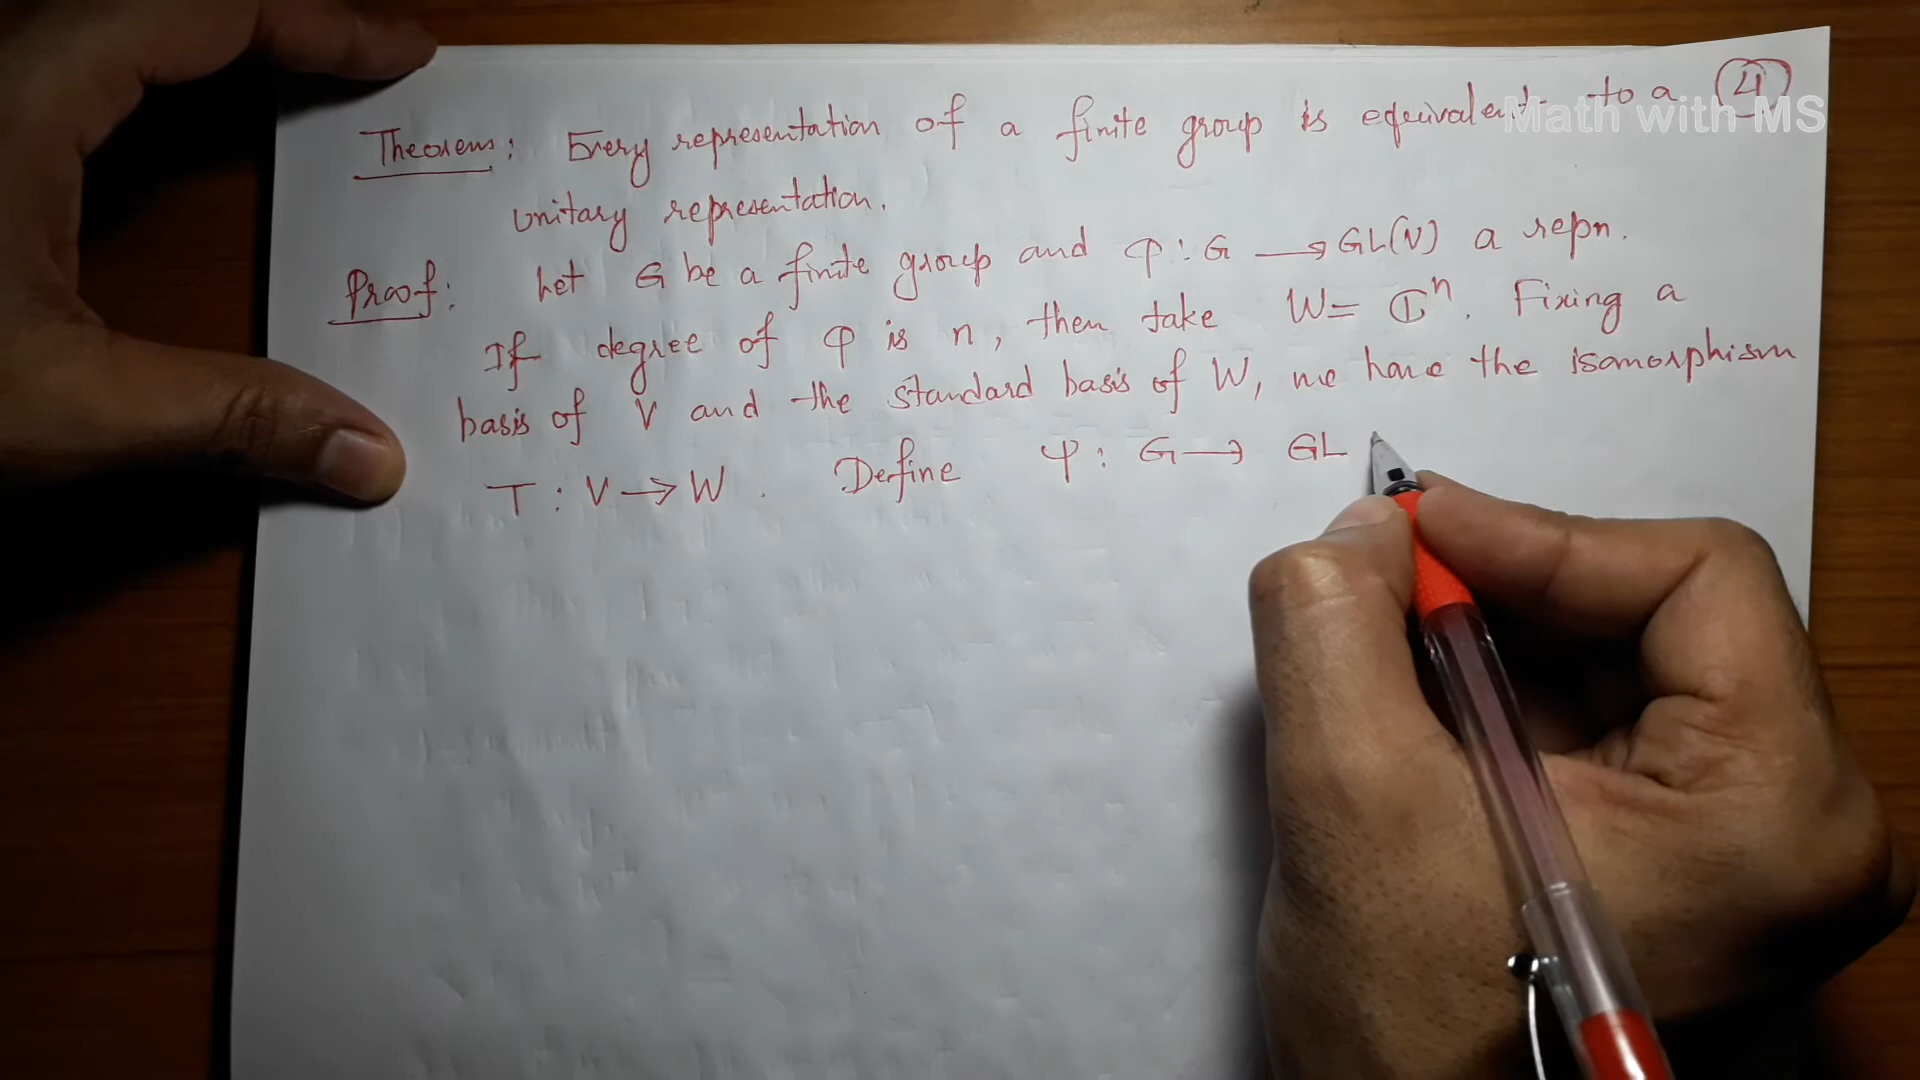 Theorem: Every representation of a finite group is equivalent to a 4
Math with MS
unitary representation.
Proof: Let G be a finite group and φ: G → GL(V) a repn.
If degree of φ is n, then take W = ℂⁿ. Fixing a
basis of V and the standard basis of W, we have the isomorphism
T: V → W. Define ψ: G → GL